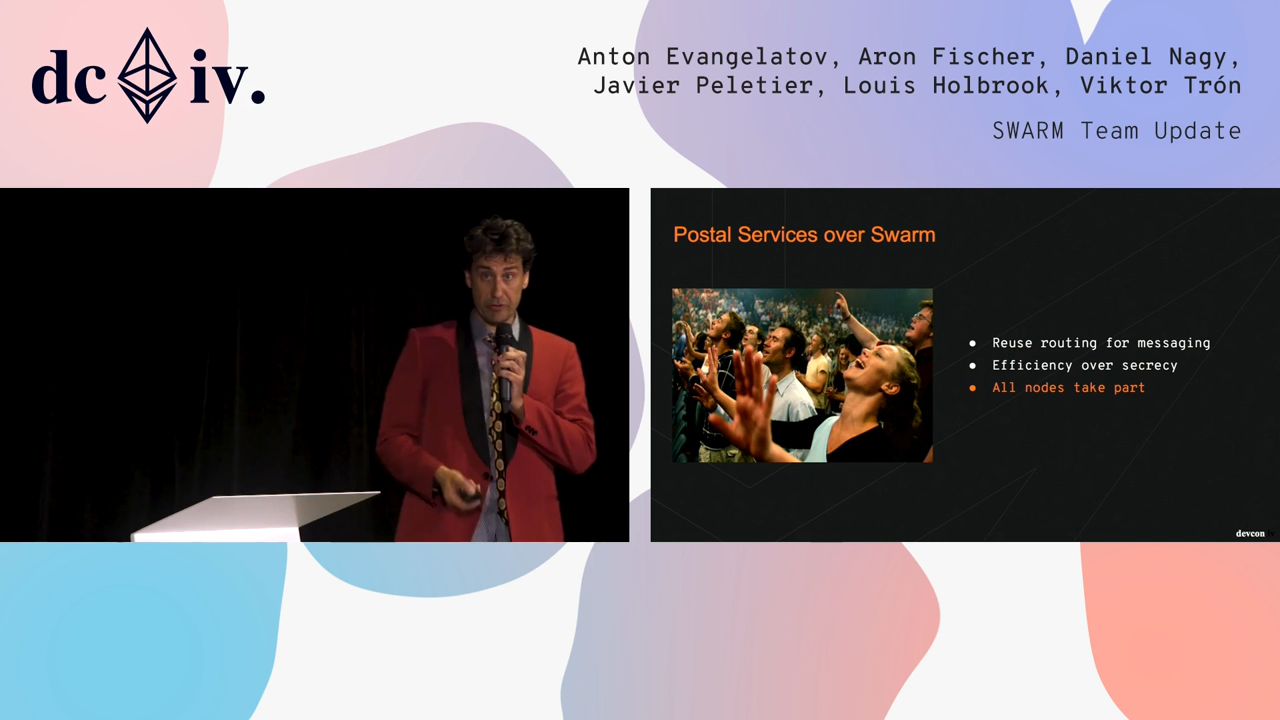 dc iv.
Anton Evangelatov, Aron Fischer, Daniel Nagy,
Javier Peletier, Louis Holbrook, Viktor Trón
SWARM Team Update
Postal Services over Swarm
● Reuse routing for messaging
● Efficiency over secrecy
● All nodes take part
devcon